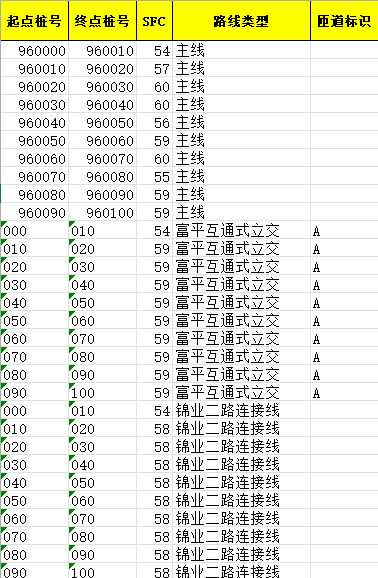 起点桩号 终点桩号 SFC 路线类型 匝道标识
960000 960010 54 主线
960010 960020 57 主线
960020 960030 60 主线
960030 960040 60 主线
960040 960050 56 主线
960050 960060 59 主线
960060 960070 60 主线
960070 960080 55 主线
960080 960090 59 主线
960090 960100 59 主线
000 010 54 富平互通式立交 A
010 020 59 富平互通式立交 A
020 030 59 富平互通式立交 A
030 040 59 富平互通式立交 A
040 050 59 富平互通式立交 A
050 060 59 富平互通式立交 A
060 070 59 富平互通式立交 A
070 080 59 富平互通式立交 A
080 090 59 富平互通式立交 A
090 100 59 富平互通式立交 A
000 010 54 锦业二路连接线
010 020 58 锦业二路连接线
020 030 58 锦业二路连接线
030 040 58 锦业二路连接线
040 050 58 锦业二路连接线
050 060 58 锦业二路连接线
060 070 58 锦业二路连接线
070 080 58 锦业二路连接线
080 090 58 锦业二路连接线
090 100 58 锦业二路连接线